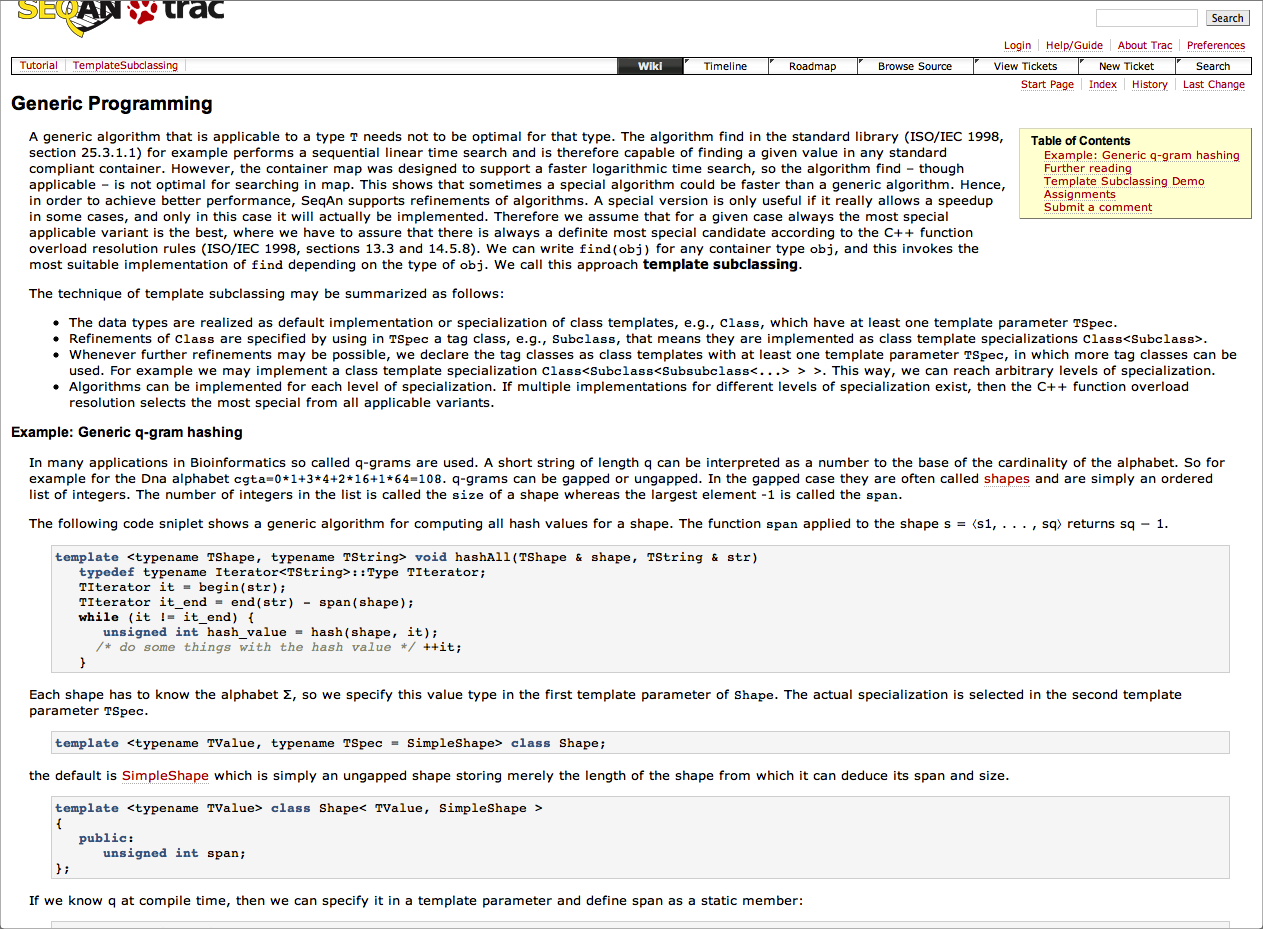 SEQAN trac
Search
Login Help/Guide About Trac Preferences
Tutorial TemplateSubclassing Wiki Timeline Roadmap Browse Source View Tickets New Ticket Search
Start Page Index History Last Change
Generic Programming
A generic algorithm that is applicable to a type T needs not to be optimal for that type. The algorithm find in the standard library (ISO/IEC 1998,
section 25.3.1.1) for example performs a sequential linear time search and is therefore capable of finding a given value in any standard
compliant container. However, the container map was designed to support a faster logarithmic time search, so the algorithm find – though
applicable – is not optimal for searching in map. This shows that sometimes a special algorithm could be faster than a generic algorithm. Hence,
in order to achieve better performance, SeqAn supports refinements of algorithms. A special version is only useful if it really allows a speedup
in some cases, and only in this case it will actually be implemented. Therefore we assume that for a given case always the most special
applicable variant is the best, where we have to assure that there is always a definite most special candidate according to the C++ function
overload resolution rules (ISO/IEC 1998, sections 13.3 and 14.5.8). We can write find(obj) for any container type obj, and this invokes the
most suitable implementation of find depending on the type of obj. We call this approach template subclassing.
Table of Contents
Example: Generic q-gram hashing
Further reading
Template Subclassing Demo
Assignments
Submit a comment
The technique of template subclassing may be summarized as follows:
• The data types are realized as default implementation or specialization of class templates, e.g., Class, which have at least one template parameter TSpec.
• Refinements of Class are specified by using in TSpec a tag class, e.g., Subclass, that means they are implemented as class template specializations Class<Subclass>.
• Whenever further refinements may be possible, we declare the tag classes as class templates with at least one template parameter TSpec, in which more tag classes can be
used. For example we may implement a class template specialization Class<Subclass<Subsubclass<...> > >. This way, we can reach arbitrary levels of specialization.
• Algorithms can be implemented for each level of specialization. If multiple implementations for different levels of specialization exist, then the C++ function overload
resolution selects the most special from all applicable variants.
Example: Generic q-gram hashing
In many applications in Bioinformatics so called q-grams are used. A short string of length q can be interpreted as a number to the base of the cardinality of the alphabet. So for
example for the Dna alphabet cgta=0*1+3*4+2*16+1*64=108. q-grams can be gapped or ungapped. In the gapped case they are often called shapes and are simply an ordered
list of integers. The number of integers in the list is called the size of a shape whereas the largest element -1 is called the span.
The following code sniplet shows a generic algorithm for computing all hash values for a shape. The function span applied to the shape s = ⟨s1, . . . , sq⟩ returns sq − 1.
template <typename TShape, typename TString> void hashAll(TShape & shape, TString & str)
typedef typename Iterator<TString>::Type TIterator;
TIterator it = begin(str);
TIterator it_end = end(str) - span(shape);
while (it != it_end) {
unsigned int hash_value = hash(shape, it);
/* do some things with the hash value */ ++it;
}
Each shape has to know the alphabet Σ, so we specify this value type in the first template parameter of Shape. The actual specialization is selected in the second template
parameter TSpec.
template <typename TValue, typename TSpec = SimpleShape> class Shape;
the default is SimpleShape which is simply an ungapped shape storing merely the length of the shape from which it can deduce its span and size.
template <typename TValue> class Shape< TValue, SimpleShape >
{
public:
unsigned int span;
};
If we know q at compile time, then we can specify it in a template parameter and define span as a static member: